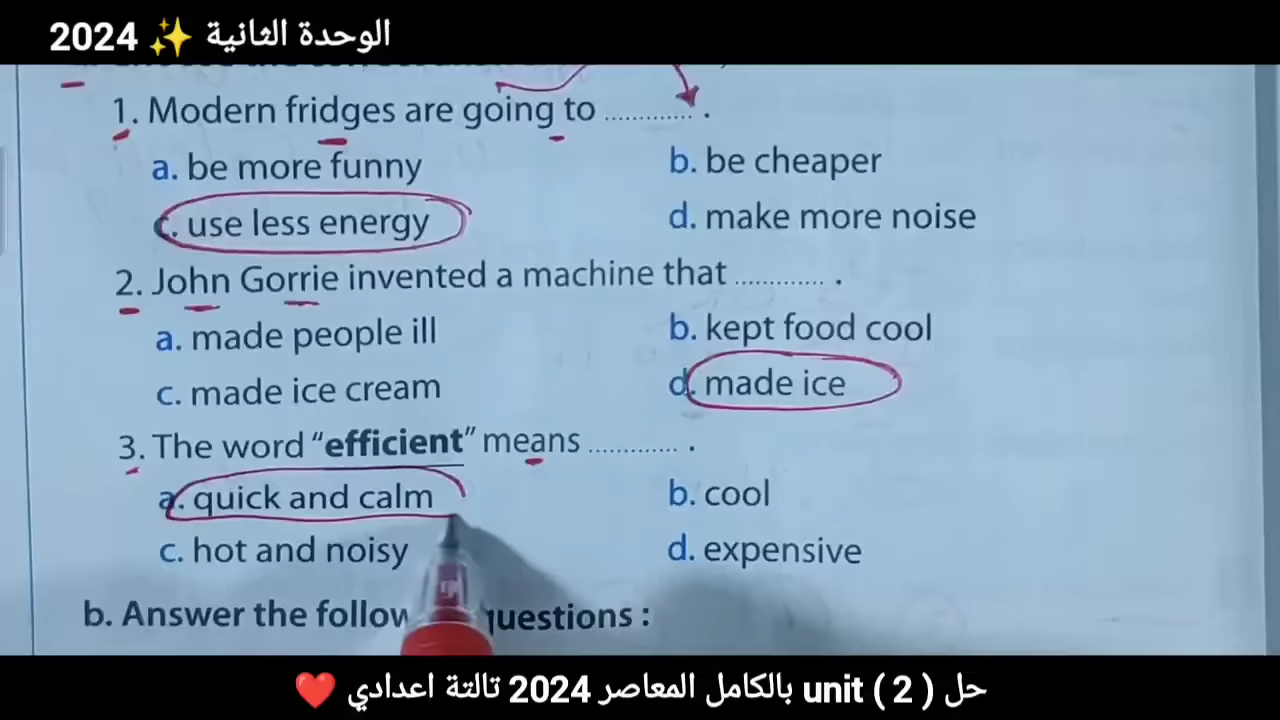 الوحدة الثانية ✨ 2024
1. Modern fridges are going to ............. .
a. be more funny
b. be cheaper
c. use less energy
d. make more noise
2. John Gorrie invented a machine that ............. .
a. made people ill
b. kept food cool
c. made ice cream
d. made ice
3. The word “efficient” means ............. .
a. quick and calm
b. cool
c. hot and noisy
d. expensive
b. Answer the questions :
حل unit ( 2 ) بالكامل المعاصر 2024 تالتة اعدادي ❤️